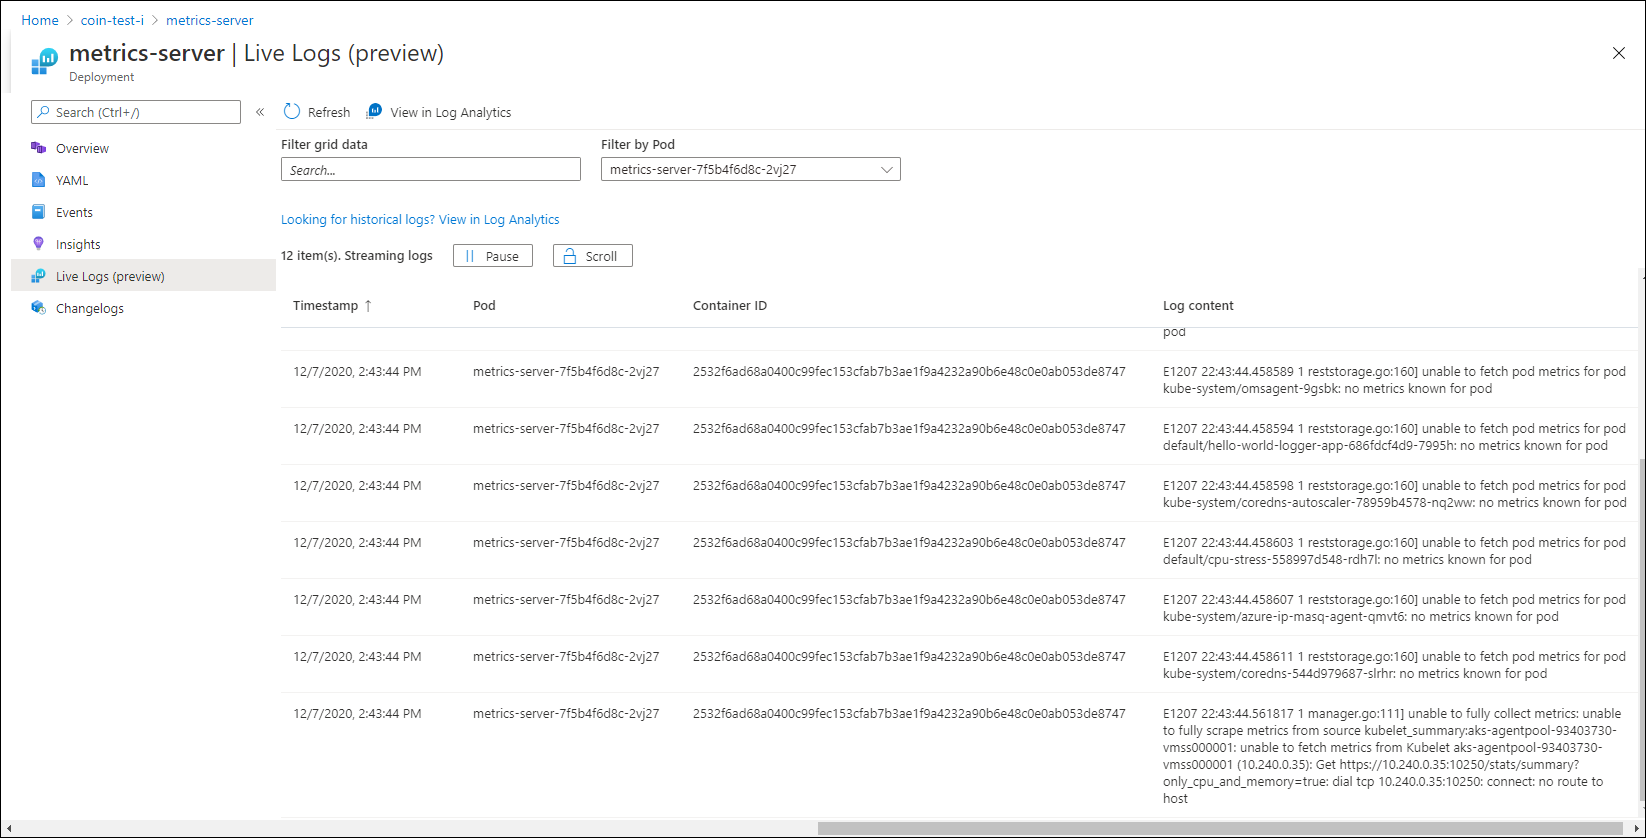 Home > coin-test-i > metrics-server
metrics-server | Live Logs (preview)
Deployment
Search (Ctrl+/)
«
Refresh
View in Log Analytics
Overview
YAML
Events
Insights
Live Logs (preview)
Changelogs
Filter grid data
Filter by Pod
Search...
metrics-server-7f5b4f6d8c-2vj27
Looking for historical logs? View in Log Analytics
12 item(s). Streaming logs
Pause
Scroll
Timestamp ↑
Pod
Container ID
Log content
pod
12/7/2020, 2:43:44 PM
metrics-server-7f5b4f6d8c-2vj27
2532f6ad68a0400c99fec153cfab7b3ae1f9a4232a90b6e48c0e0ab053de8747
E1207 22:43:44.458589 1 reststorage.go:160] unable to fetch pod metrics for pod
kube-system/omsagent-9gsbk: no metrics known for pod
12/7/2020, 2:43:44 PM
metrics-server-7f5b4f6d8c-2vj27
2532f6ad68a0400c99fec153cfab7b3ae1f9a4232a90b6e48c0e0ab053de8747
E1207 22:43:44.458594 1 reststorage.go:160] unable to fetch pod metrics for pod
default/hello-world-logger-app-686fdcf4d9-7995h: no metrics known for pod
12/7/2020, 2:43:44 PM
metrics-server-7f5b4f6d8c-2vj27
2532f6ad68a0400c99fec153cfab7b3ae1f9a4232a90b6e48c0e0ab053de8747
E1207 22:43:44.458598 1 reststorage.go:160] unable to fetch pod metrics for pod
kube-system/coredns-autoscaler-78959b4578-nq2ww: no metrics known for pod
12/7/2020, 2:43:44 PM
metrics-server-7f5b4f6d8c-2vj27
2532f6ad68a0400c99fec153cfab7b3ae1f9a4232a90b6e48c0e0ab053de8747
E1207 22:43:44.458603 1 reststorage.go:160] unable to fetch pod metrics for pod
default/cpu-stress-558997d548-rdh7l: no metrics known for pod
12/7/2020, 2:43:44 PM
metrics-server-7f5b4f6d8c-2vj27
2532f6ad68a0400c99fec153cfab7b3ae1f9a4232a90b6e48c0e0ab053de8747
E1207 22:43:44.458607 1 reststorage.go:160] unable to fetch pod metrics for pod
kube-system/azure-ip-masq-agent-qmvt6: no metrics known for pod
12/7/2020, 2:43:44 PM
metrics-server-7f5b4f6d8c-2vj27
2532f6ad68a0400c99fec153cfab7b3ae1f9a4232a90b6e48c0e0ab053de8747
E1207 22:43:44.458611 1 reststorage.go:160] unable to fetch pod metrics for pod
kube-system/coredns-544d979687-slrhr: no metrics known for pod
12/7/2020, 2:43:44 PM
metrics-server-7f5b4f6d8c-2vj27
2532f6ad68a0400c99fec153cfab7b3ae1f9a4232a90b6e48c0e0ab053de8747
E1207 22:43:44.561817 1 manager.go:111] unable to fully collect metrics: unable
to fully scrape metrics from source kubelet_summary:aks-agentpool-93403730-
vmss000001: unable to fetch metrics from Kubelet aks-agentpool-93403730-
vmss000001 (10.240.0.35): Get https://10.240.0.35:10250/stats/summary?
only_cpu_and_memory=true: dial tcp 10.240.0.35:10250: connect: no route to
host